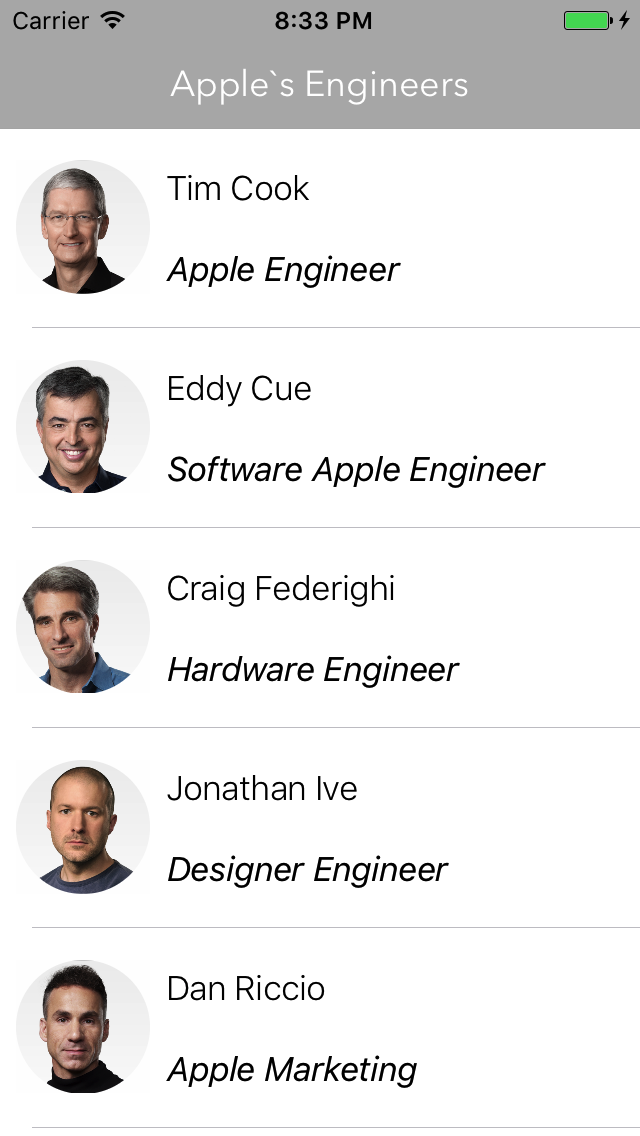 Carrier 8:33 PM
Apple`s Engineers
Tim Cook
Apple Engineer
Eddy Cue
Software Apple Engineer
Craig Federighi
Hardware Engineer
Jonathan Ive
Designer Engineer
Dan Riccio
Apple Marketing